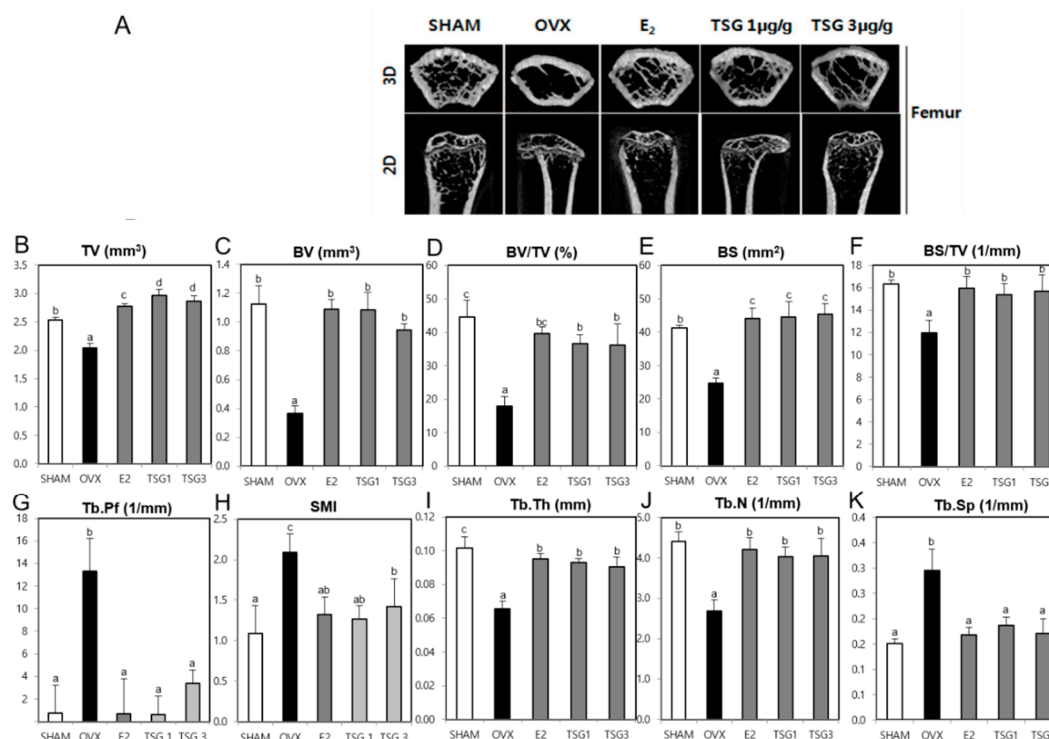 A
SHAM OVX E2 TSG 1μg/g TSG 3μg/g
3D
2D
Femur
B TV (mm³)
3.5
3.0
2.5
2.0
1.5
1.0
0.5
0.0
b a c d d
SHAM OVX E2 TSG1 TSG3
C BV (mm³)
1.4
1.2
1.0
0.8
0.6
0.4
0.2
0.0
b a b b b
SHAM OVX E2 TSG1 TSG3
D BV/TV (%)
60
50
40
30
20
10
0
c a bc b b
SHAM OVX E2 TSG1 TSG3
E BS (mm²)
60
50
40
30
20
10
0
b a c c c
SHAM OVX E2 TSG1 TSG3
F BS/TV (1/mm)
18
16
14
12
10
8
6
4
2
0
b a b b b
SHAM OVX E2 TSG1 TSG3
G Tb.Pf (1/mm)
18
16
14
12
10
8
6
4
2
a b a a a
SHAM OVX E2 TSG 1 TSG 3
H SMI
2.5
2.0
1.5
1.0
0.5
0.0
a c ab ab b
SHAM OVX E2 TSG 1 TSG 3
I Tb.Th (mm)
0.12
0.10
0.08
0.06
0.04
0.02
0.00
c a b b b
SHAM OVX E2 TSG1 TSG3
J Tb.N (1/mm)
5.0
4.0
3.0
2.0
1.0
0.0
b a b b b
SHAM OVX E2 TSG1 TSG3
K Tb.Sp (1/mm)
0.4
0.4
0.3
0.3
0.2
0.2
0.1
0.1
0.0
a b a a a
SHAM OVX E2 TSG1 TSG